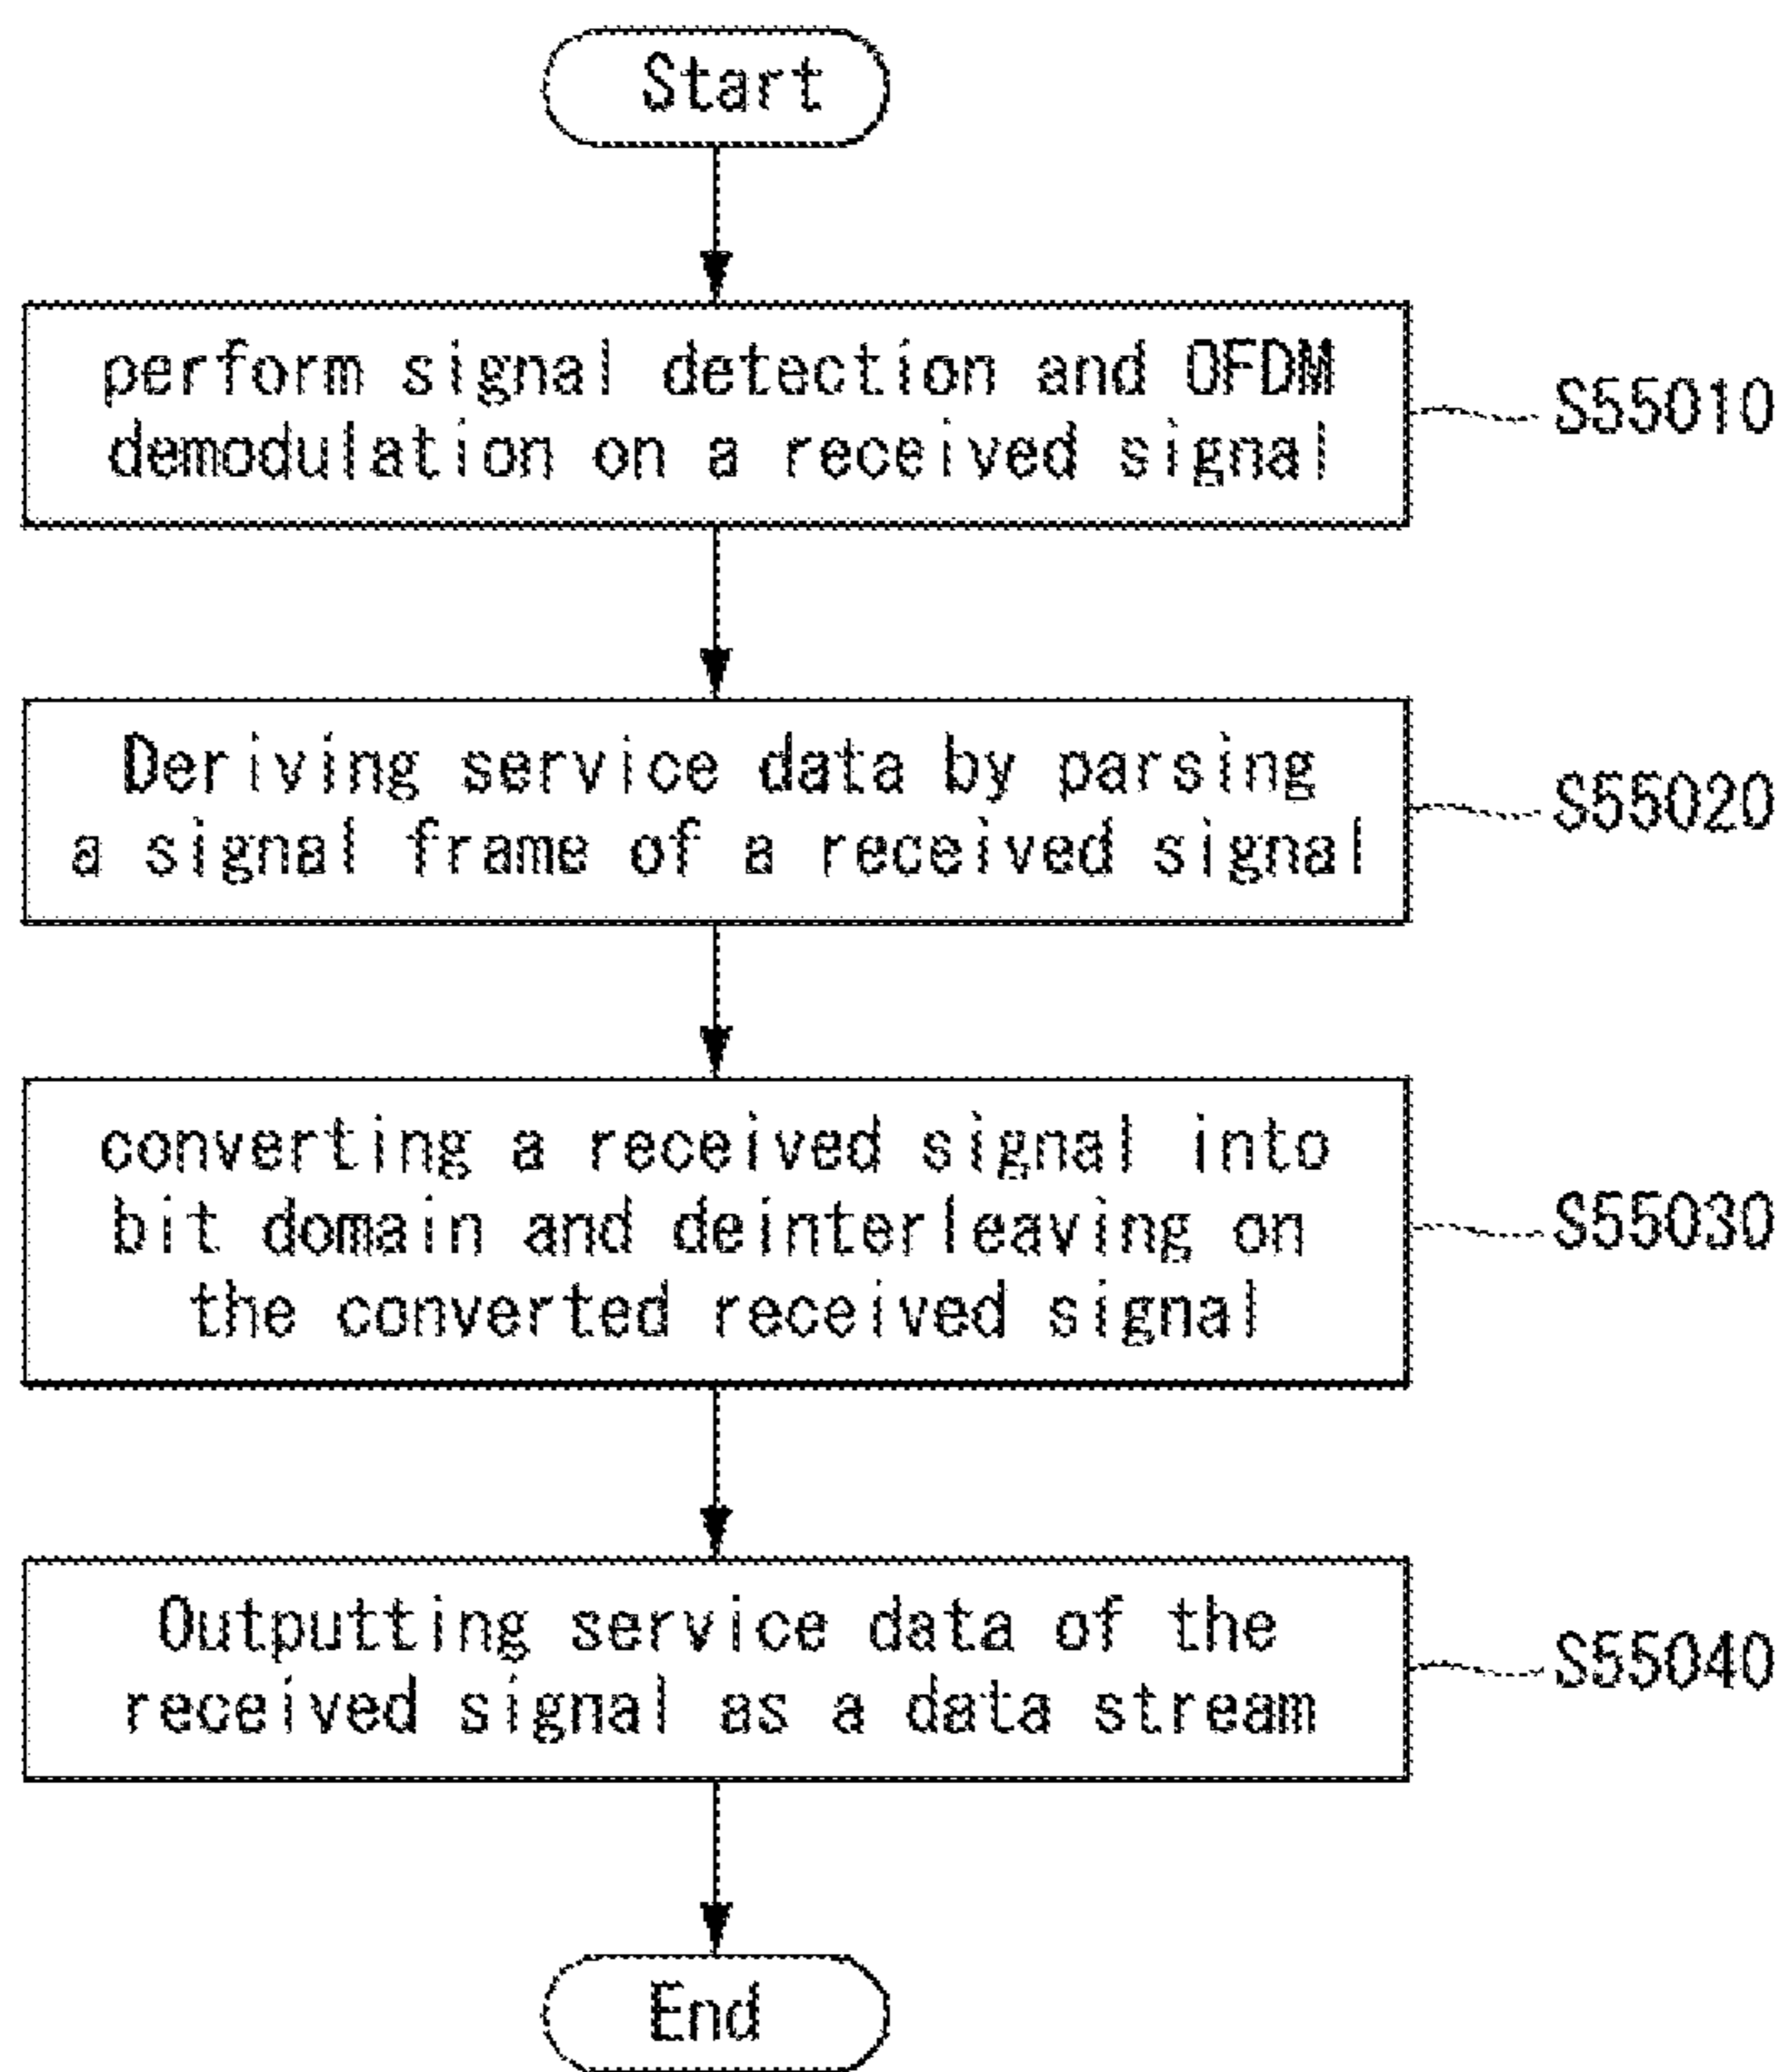 Start
perform signal detection and OFDM
demodulation on a received signal
S55010
Deriving service data by parsing
a signal frame of a received signal
S55020
converting a received signal into
bit domain and deinterleaving on
the converted received signal
S55030
Outputting service data of the
received signal as a data stream
S55040
End